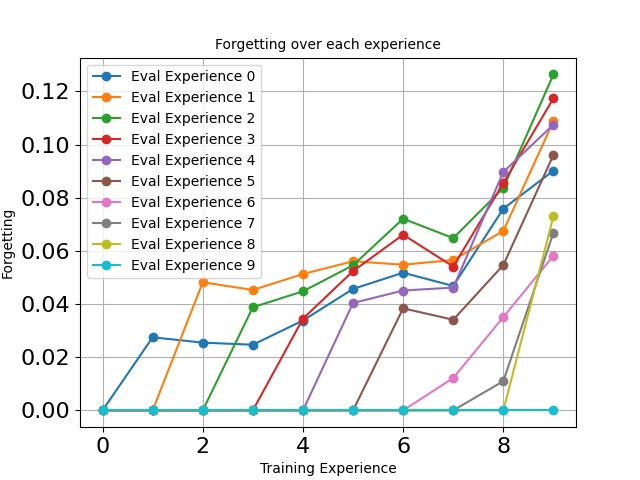 Forgetting over each experience
Eval Experience 0
Eval Experience 1
Eval Experience 2
Eval Experience 3
Eval Experience 4
Eval Experience 5
Eval Experience 6
Eval Experience 7
Eval Experience 8
Eval Experience 9
0.12
0.10
0.08
0.06
0.04
0.02
0.00
Forgetting
0 2 4 6 8
Training Experience